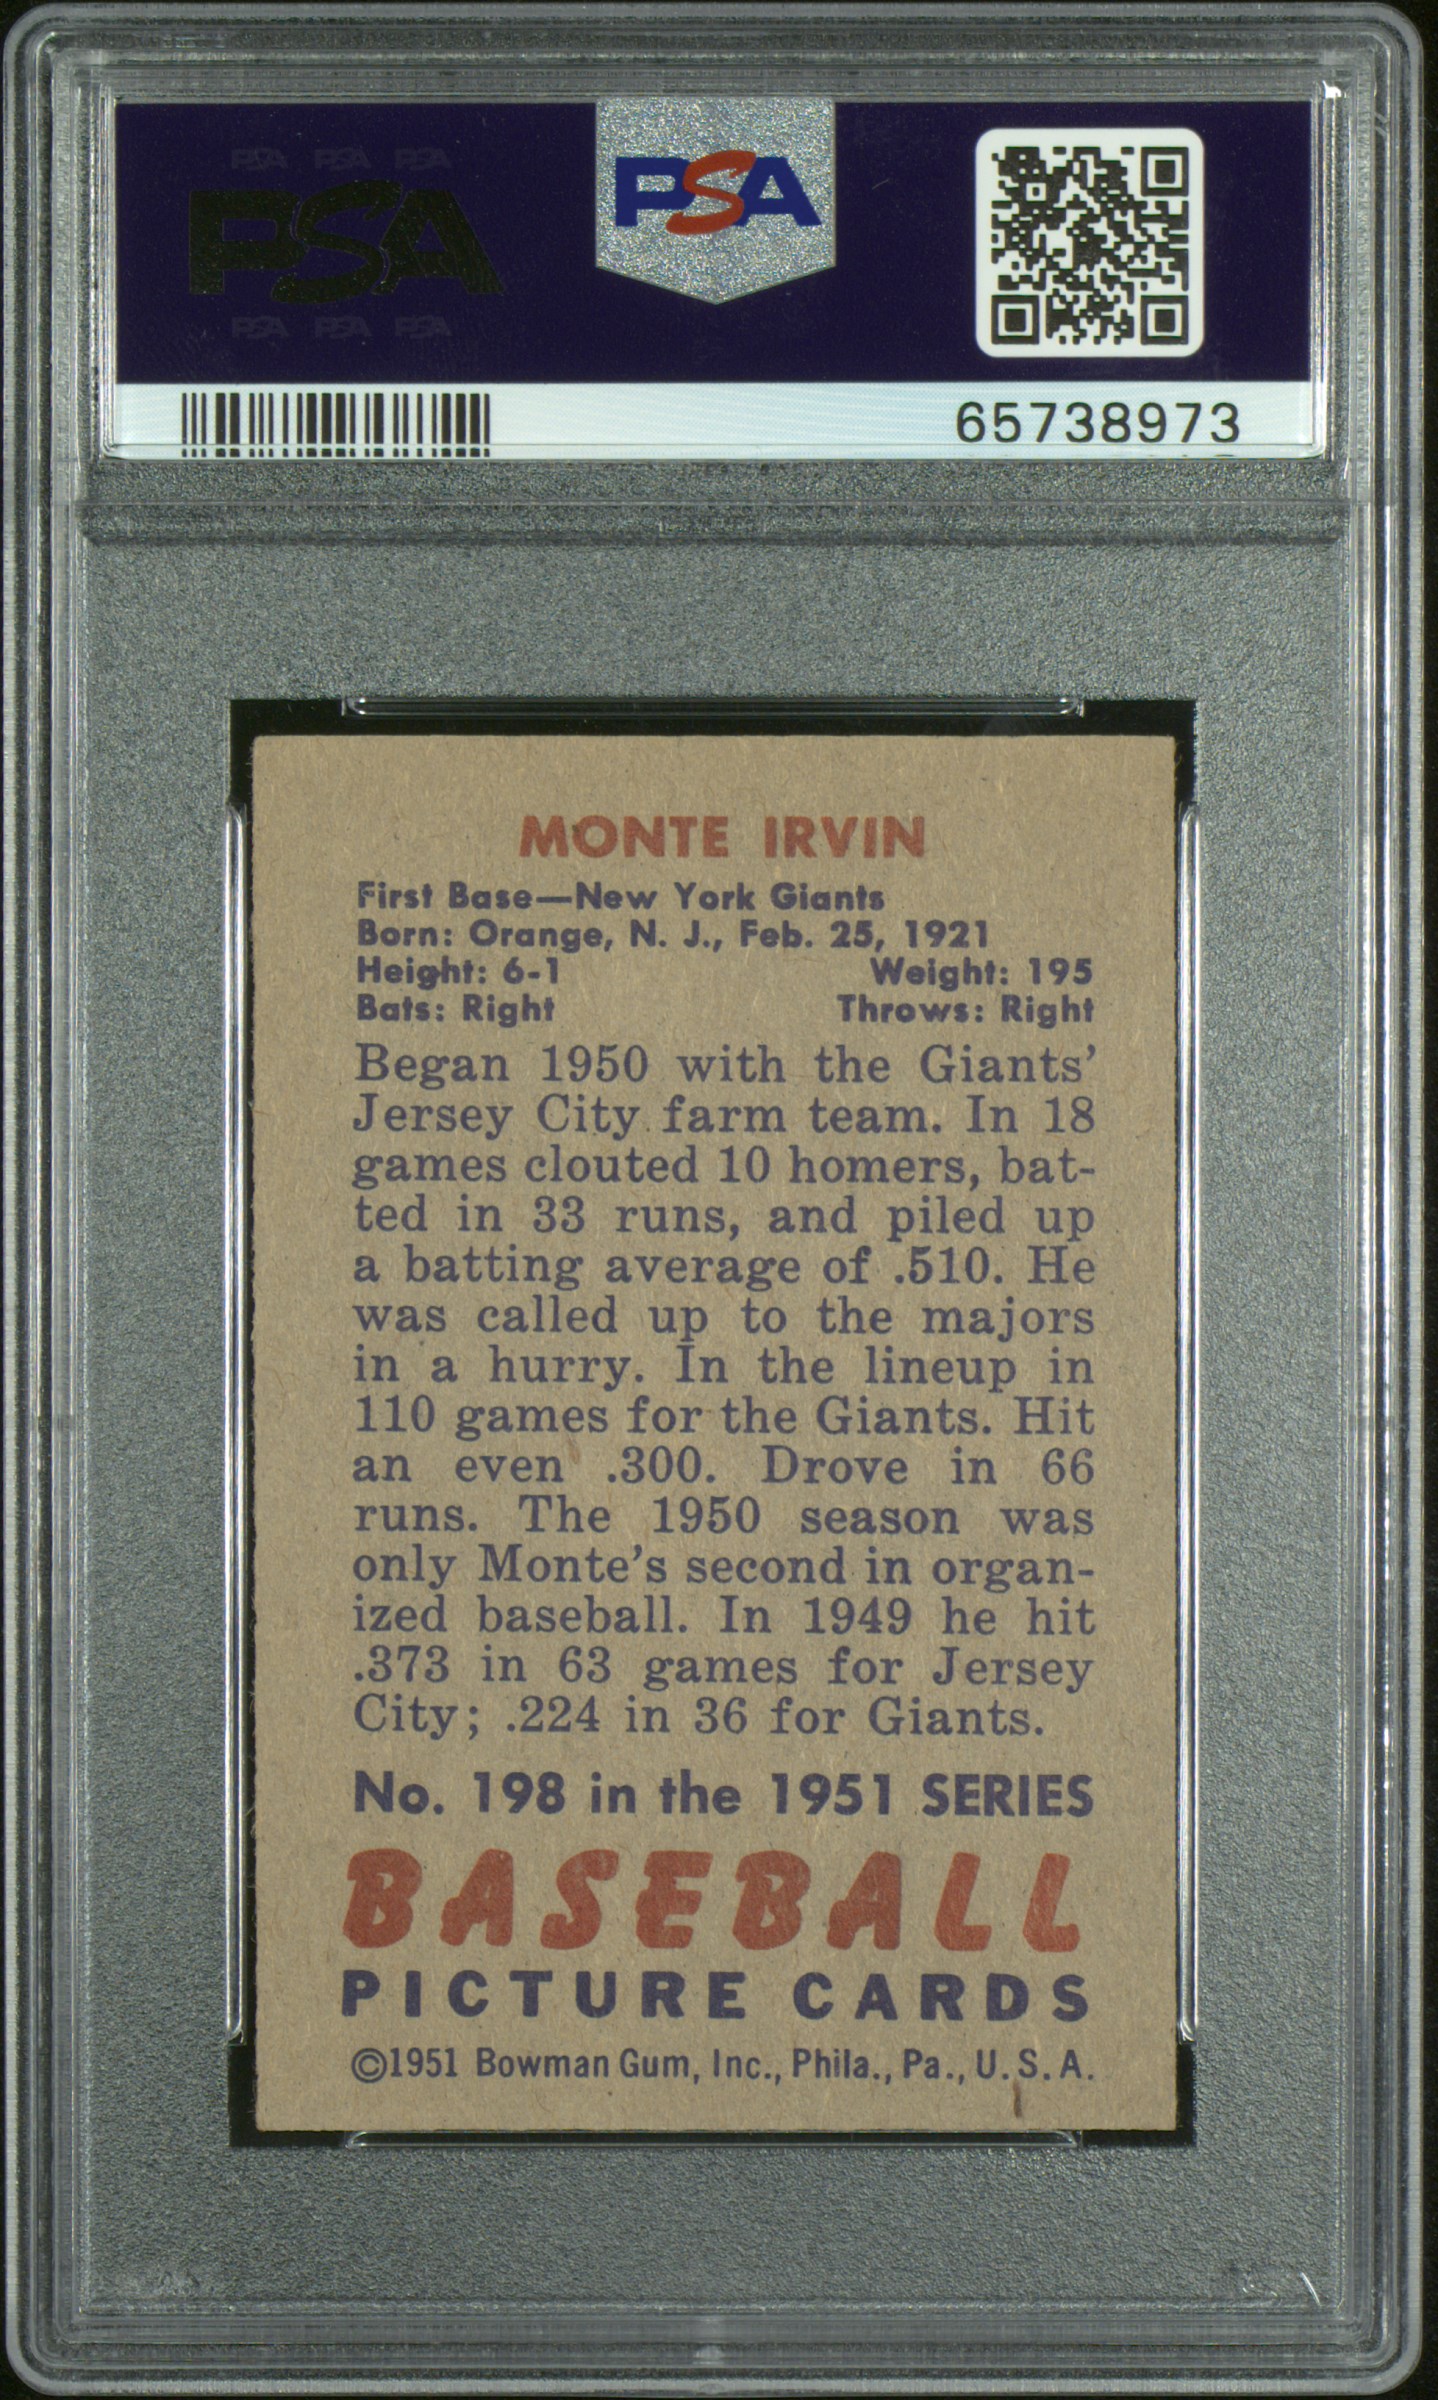 PSA PSA PSA
PSA
PSA PSA PSA
PSA
65738973
MONTE IRVIN
First Base—New York Giants
Born: Orange, N. J., Feb. 25, 1921
Height: 6-1 Weight: 195
Bats: Right Throws: Right
Began 1950 with the Giants'
Jersey City farm team. In 18
games clouted 10 homers, bat-
ted in 33 runs, and piled up
a batting average of .510. He
was called up to the majors
in a hurry. In the lineup in
110 games for the Giants. Hit
an even .300. Drove in 66
runs. The 1950 season was
only Monte's second in organ-
ized baseball. In 1949 he hit
.373 in 63 games for Jersey
City; .224 in 36 for Giants.
No. 198 in the 1951 SERIES
BASEBALL
PICTURE CARDS
©1951 Bowman Gum, Inc., Phila., Pa., U. S. A.